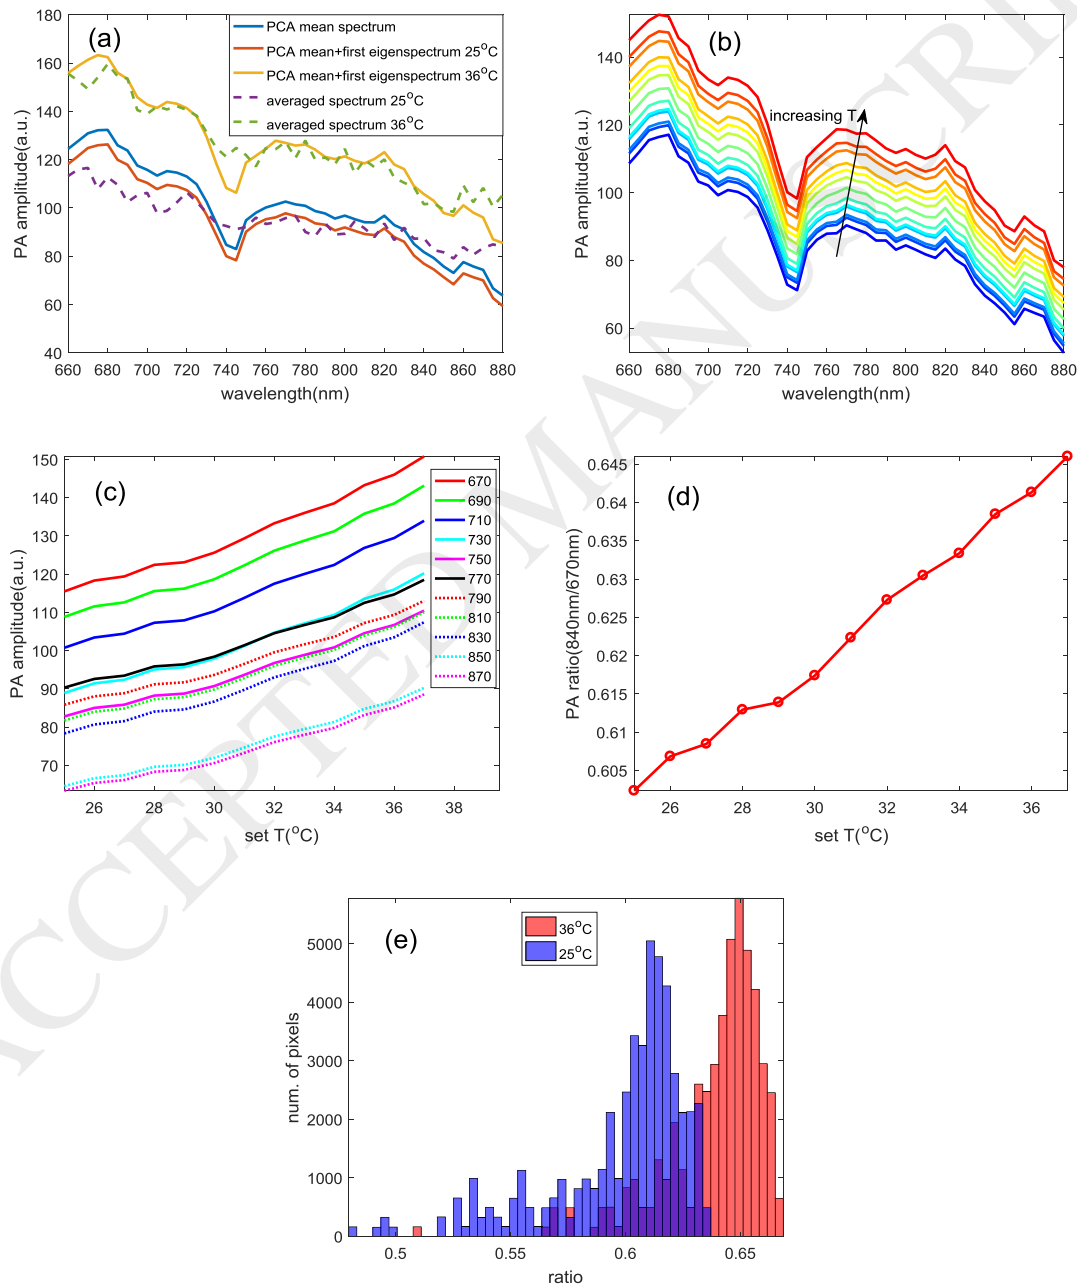 (a)
PCA mean spectrum
PCA mean+first eigenspectrum 25°C
PCA mean+first eigenspectrum 36°C
averaged spectrum 25°C
averaged spectrum 36°C
180
160
140
120
100
80
60
40
PA amplitude(a.u.)
660 680 700 720 740 760 780 800 820 840 860 880
wavelength(nm)
(b)
increasing T
140
120
100
80
60
PA amplitude(a.u.)
660 680 700 720 740 760 780 800 820 840 860 880
wavelength(nm)
(c)
150
140
130
120
110
100
90
80
70
PA amplitude(a.u.)
670
690
710
730
750
770
790
810
830
850
870
26 28 30 32 34 36 38
set T(°C)
(d)
0.645
0.64
0.635
0.63
0.625
0.62
0.615
0.61
0.605
PA ratio(840nm/670nm)
26 28 30 32 34 36
set T(°C)
(e)
36°C
25°C
5000
4000
3000
2000
1000
0
num. of pixels
0.5 0.55 0.6 0.65
ratio
ACCEPTED MANUSCRI